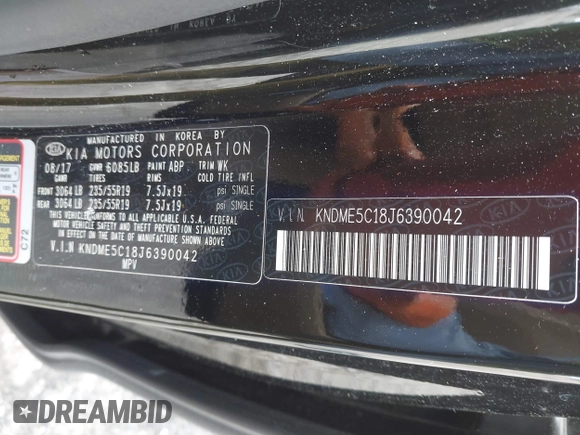 MANUFACTURED IN KOREA BY
KIA MOTORS CORPORATION
08/17 GVWR 6085LB PAINT ABP TRIM WK
TIRES RIMS COLD TIRE INFL
FRONT 3064 LB 235/55R19 7.5Jx19 psi SINGLE
REAR 3064 LB 235/55R19 7.5Jx19 psi SINGLE
THIS VEHICLE CONFORMS TO ALL APPLICABLE U.S.A. FEDERAL
MOTOR VEHICLE SAFETY AND THEFT PREVENTION STANDARDS
IN EFFECT ON THE DATE OF MANUFACTURE SHOWN ABOVE.
V.I.N KNDME5C18J6390042
MPV
C72
V.I.N KNDME5C18J6390042
DREAMBID